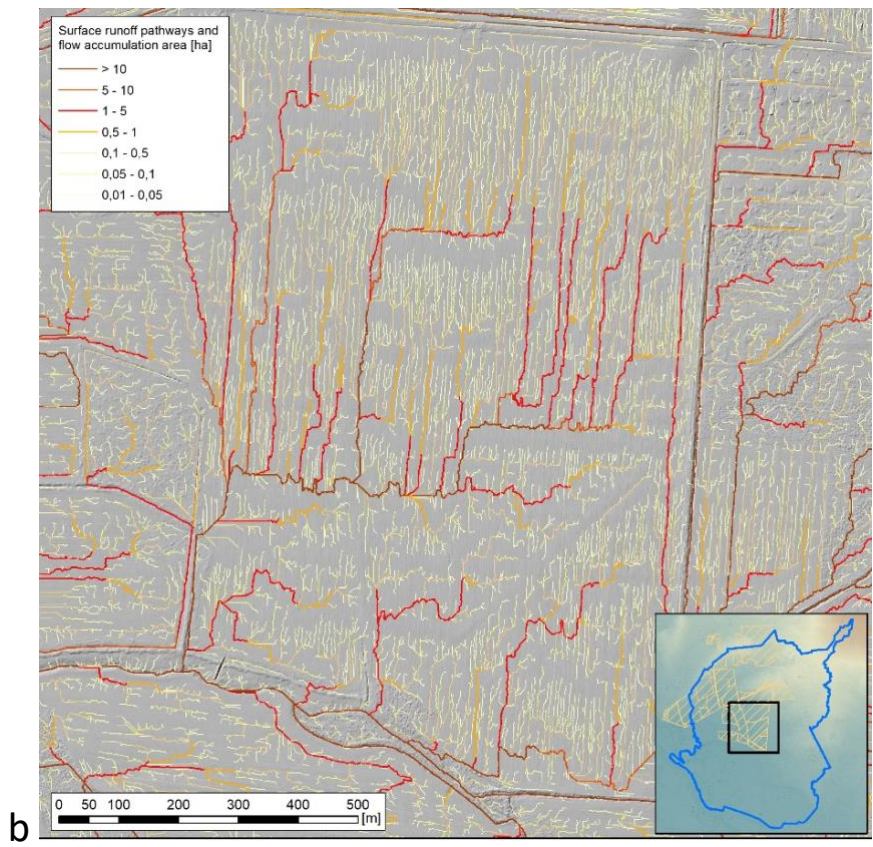 Surface runoff pathways and
flow accumulation area [ha]
> 10
5 - 10
1 - 5
0,5 - 1
0,1 - 0,5
0,05 - 0,1
0,01 - 0,05
0 50 100 200 300 400 500
[m]
b